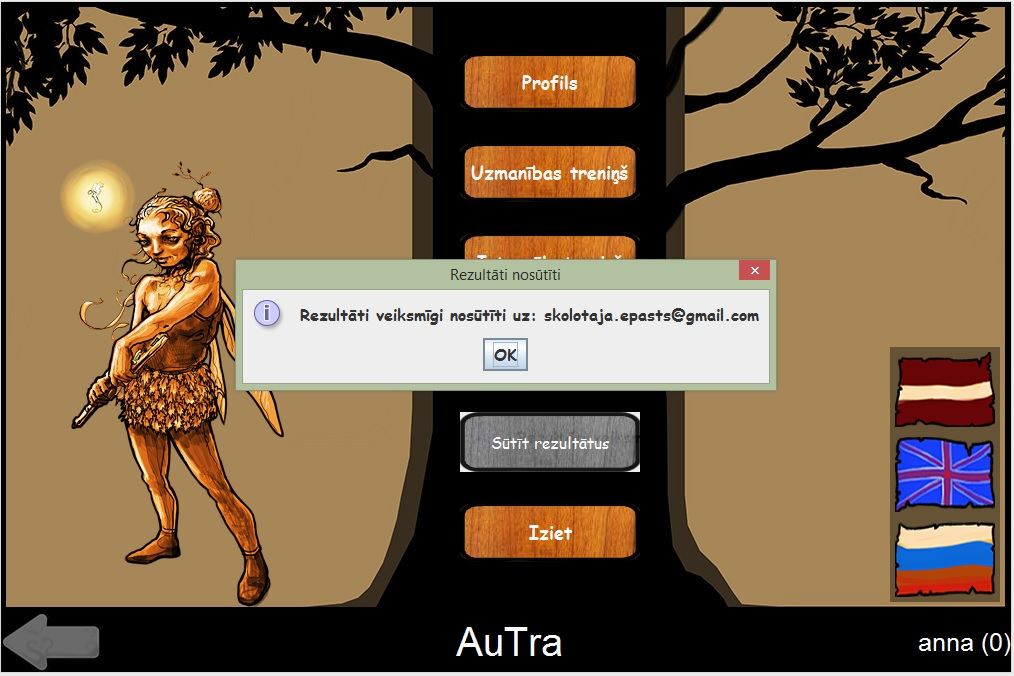 Profils
Uzmanības treniņš
Rezultāti nosūtīti
Rezultāti veiksmīgi nosūtīti uz: skolotaja.epasts@gmail.com
OK
Sūtīt rezultātus
Iziet
AuTra
anna (0)